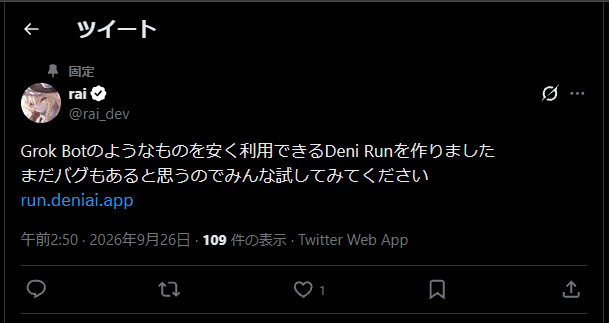 ツイート
固定
rai
@rai_dev
Grok Botのようなものを安く利用できるDeni Runを作りました
まだバグもあると思うのでみんな試してみてください
run.deniai.app
午前2:50 · 2026年9月26日 · 109 件の表示 · Twitter Web App
1